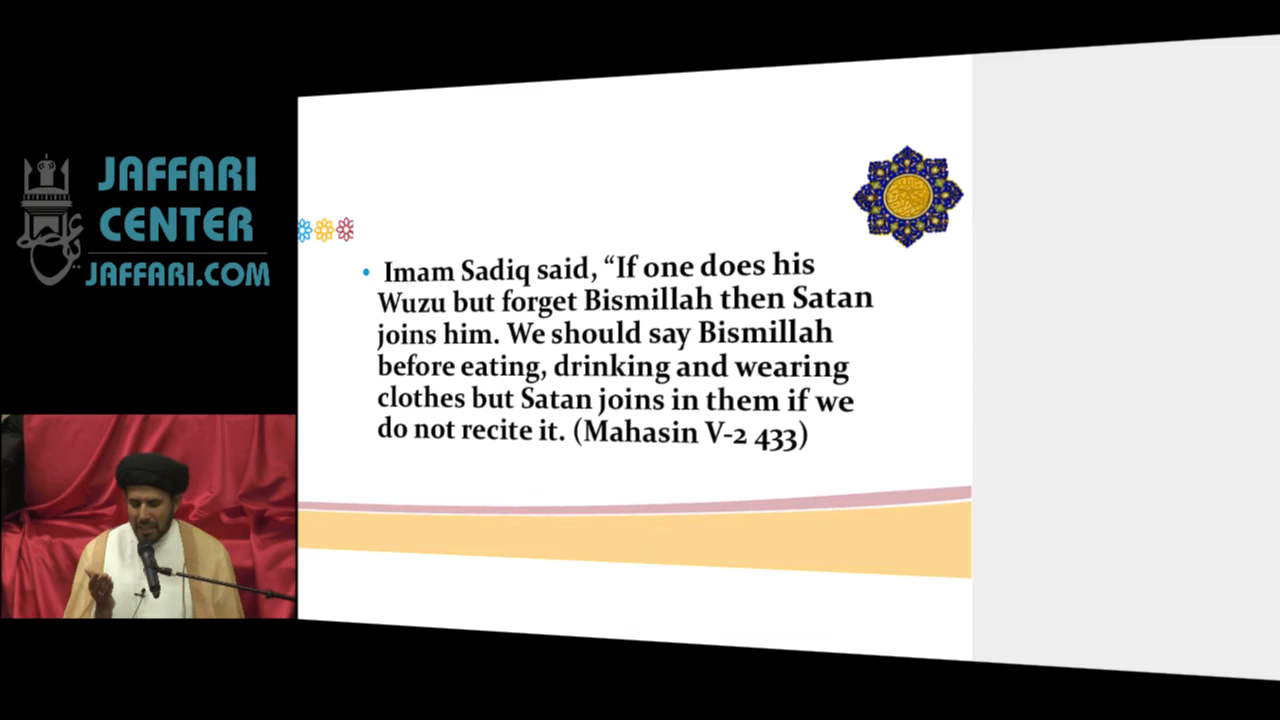 JAFFARI
CENTER
JAFFARI.COM
• Imam Sadiq said, “If one does his
Wuzu but forget Bismillah then Satan
joins him. We should say Bismillah
before eating, drinking and wearing
clothes but Satan joins in them if we
do not recite it. (Mahasin V-2 433)